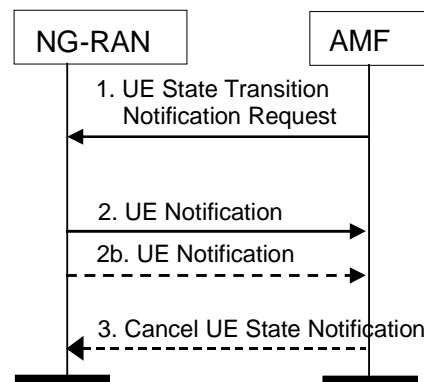 NG-RAN
AMF
1. UE State Transition
Notification Request
2. UE Notification
2b. UE Notification
3. Cancel UE State Notification